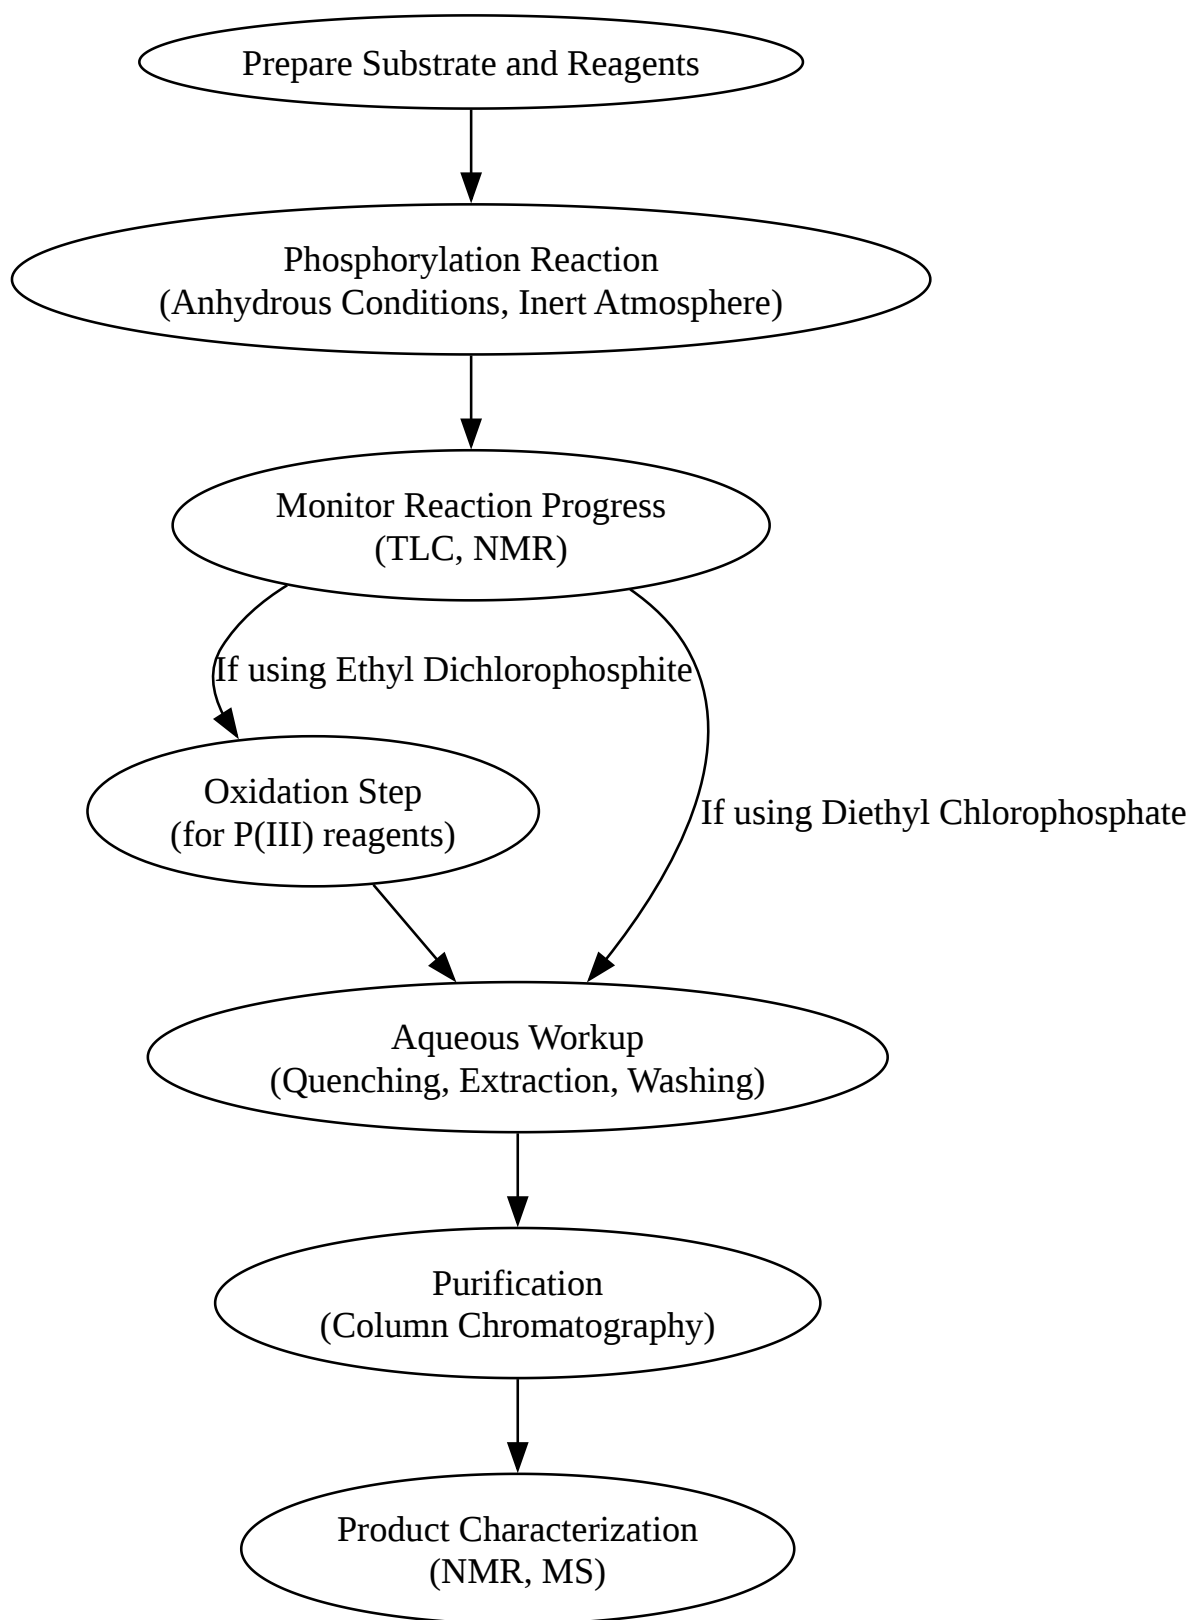 Prepare Substrate and Reagents
Phosphorylation Reaction
(Anhydrous Conditions, Inert Atmosphere)
Monitor Reaction Progress
(TLC, NMR)
If using Ethyl Dichlorophosphite
Oxidation Step
(for P(III) reagents)
If using Diethyl Chlorophosphate
Aqueous Workup
(Quenching, Extraction, Washing)
Purification
(Column Chromatography)
Product Characterization
(NMR, MS)